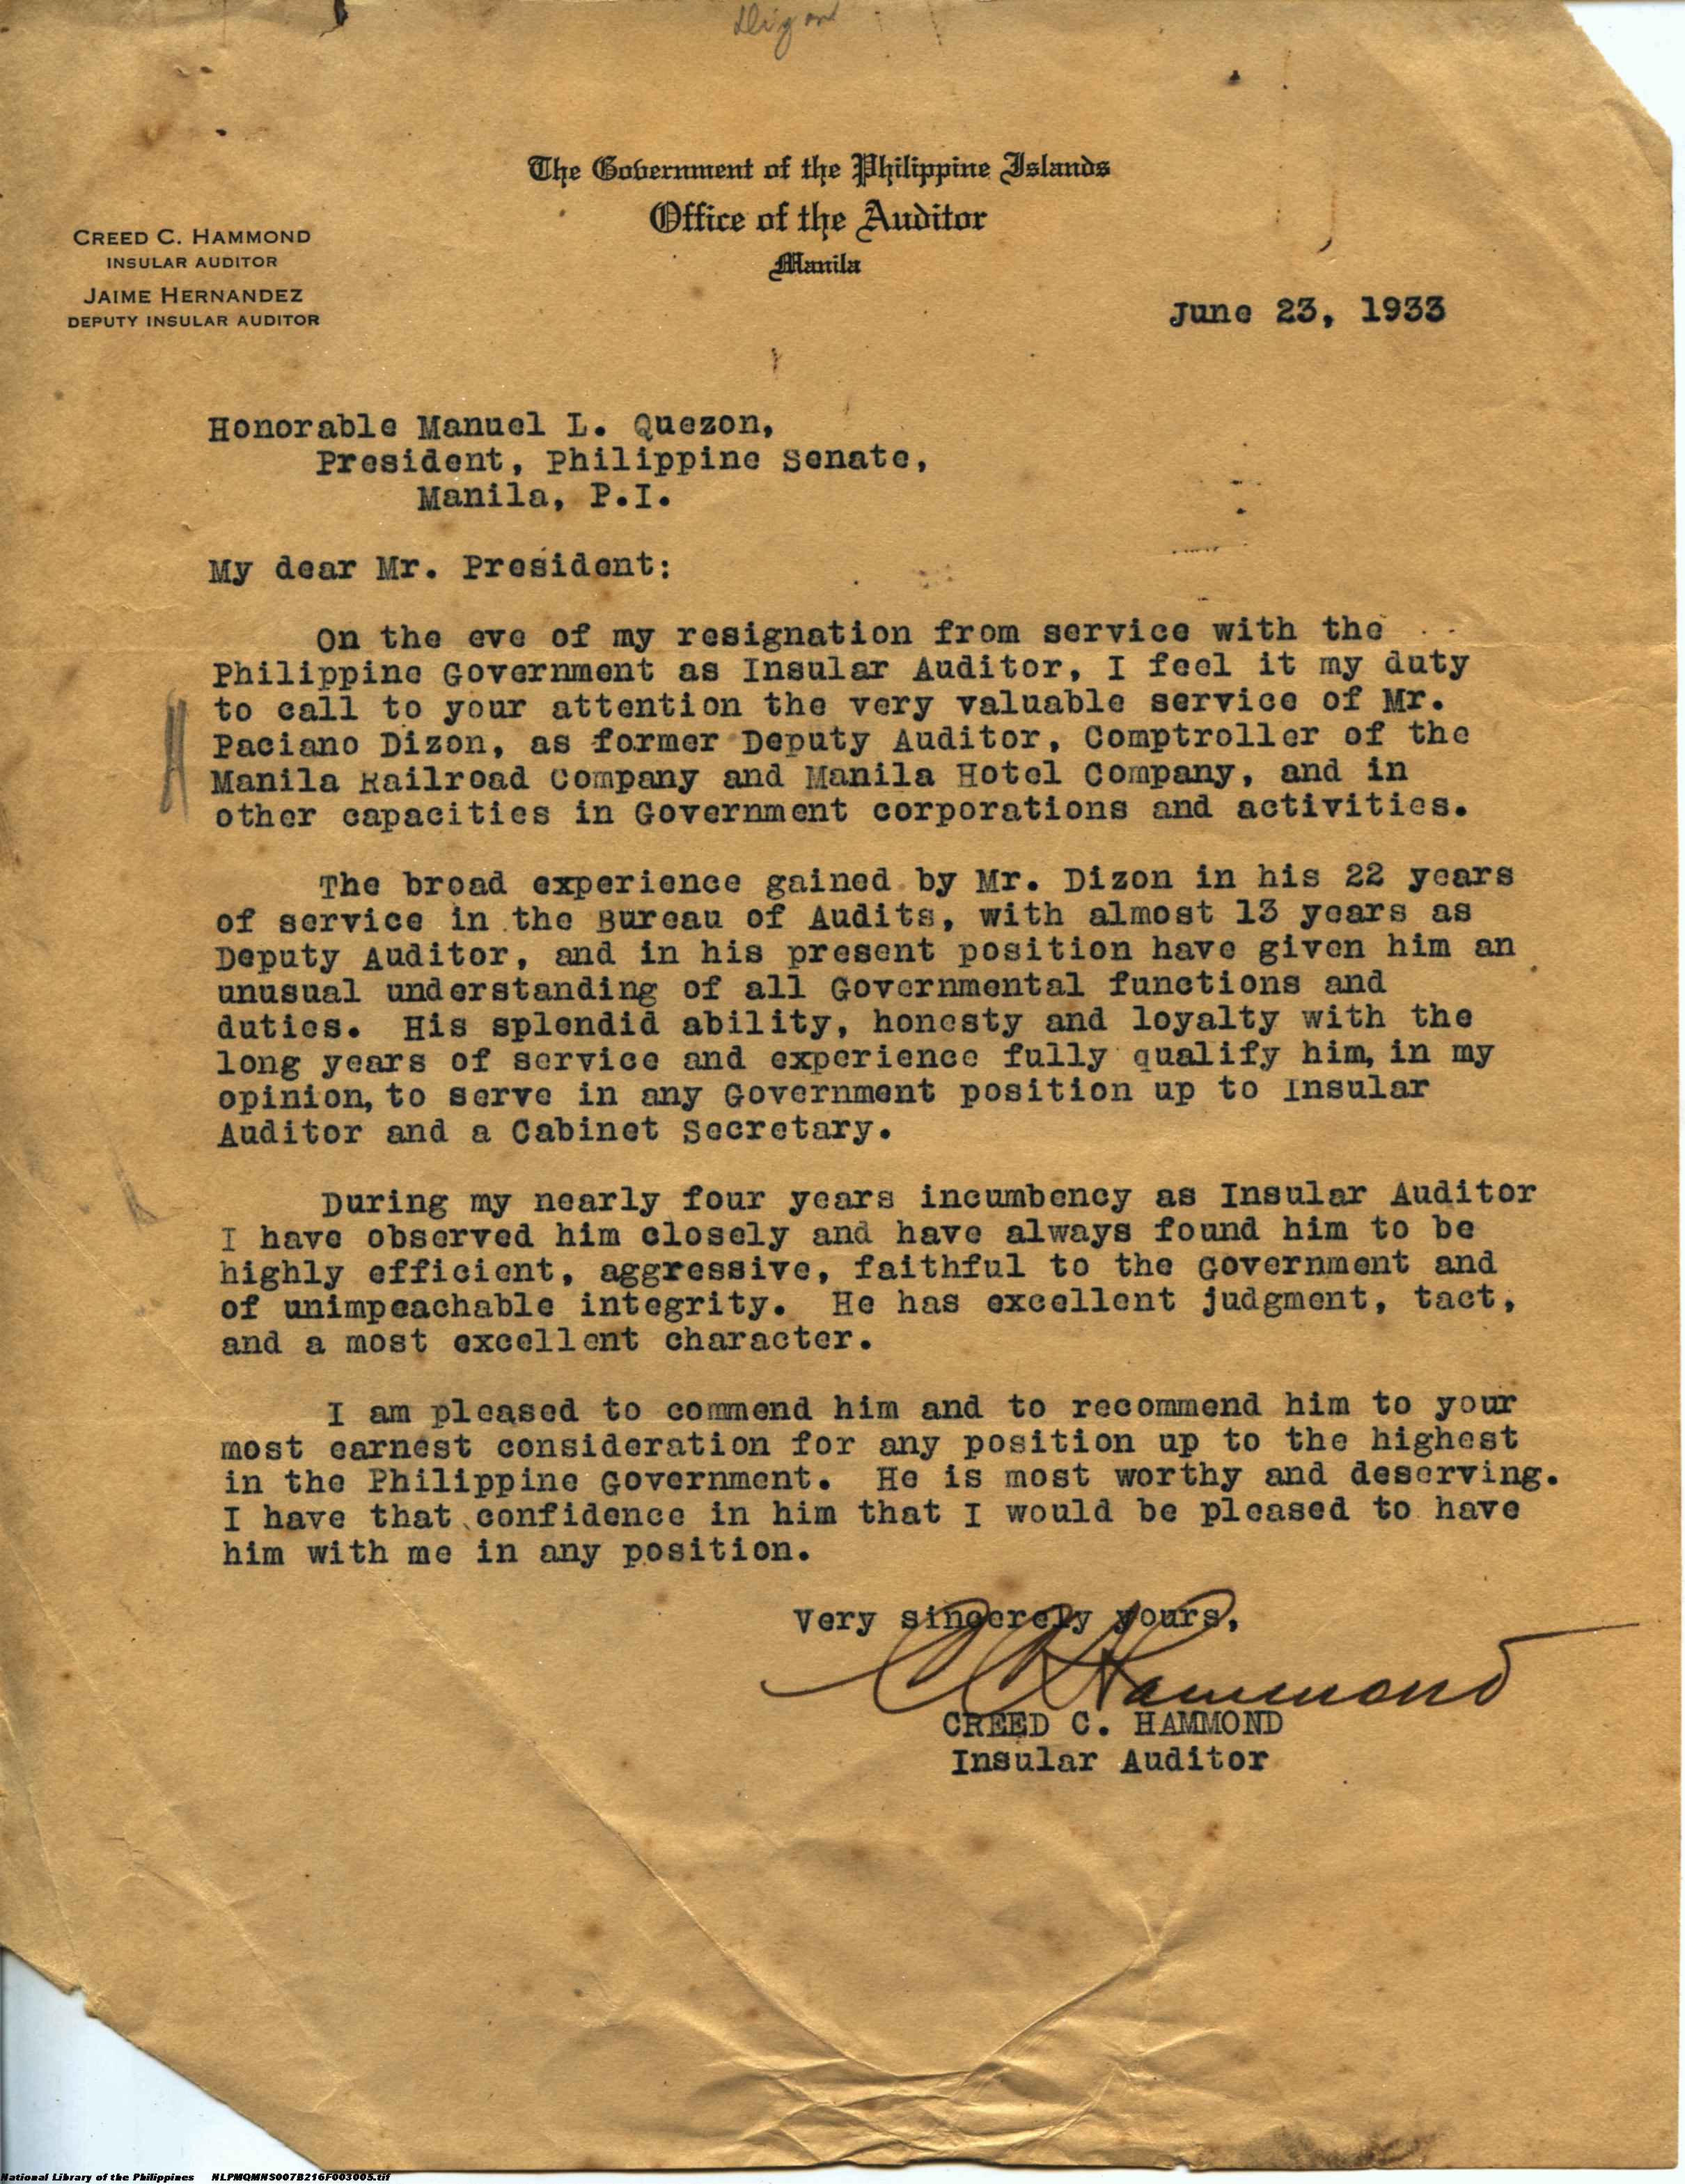 The Government of the Philippine Islands
Office of the Auditor
Manila
CREED C. HAMMOND
INSULAR AUDITOR
JAIME HERNANDEZ
DEPUTY INSULAR AUDITOR
June 23, 1933
Honorable Manuel L. Quezon,
President, Philippine Senate,
Manila, P.I.
My dear Mr. President:
On the eve of my resignation from service with the
Philippine Government as Insular Auditor, I feel it my duty
to call to your attention the very valuable service of Mr.
Paciano Dizon, as former Deputy Auditor, Comptroller of the
Manila Railroad Company and Manila Hotel Company, and in
other capacities in Government corporations and activities.
The broad experience gained by Mr. Dizon in his 22 years
of service in the Bureau of Audits, with almost 13 years as
Deputy Auditor, and in his present position have given him an
unusual understanding of all Governmental functions and
duties. His splendid ability, honesty and loyalty with the
long years of service and experience fully qualify him, in my
opinion, to serve in any Government position up to Insular
Auditor and a Cabinet Secretary.
During my nearly four years incumbency as Insular Auditor
I have observed him closely and have always found him to be
highly efficient, aggressive, faithful to the Government and
of unimpeachable integrity. He has excellent judgment, tact,
and a most excellent character.
I am pleased to commend him and to recommend him to your
most earnest consideration for any position up to the highest
in the Philippine Government. He is most worthy and deserving.
I have that confidence in him that I would be pleased to have
him with me in any position.
Very sincerely yours,
CCHammond
CREED C. HAMMOND
Insular Auditor
National Library of the Philippines NLPMQMNS007B216F003005.tif